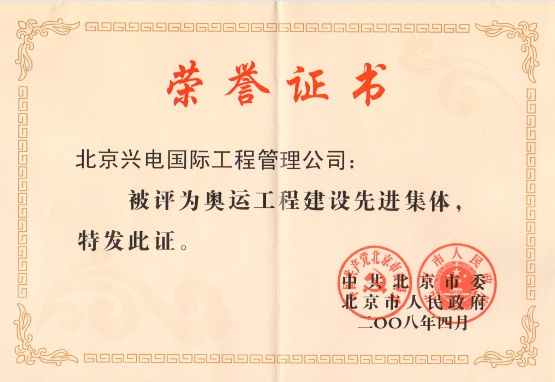 荣誉证书
北京兴电国际工程管理公司：
被评为奥运工程建设先进集体，
特发此证。
中共北京市委
北京市人民政府
二〇〇八年四月